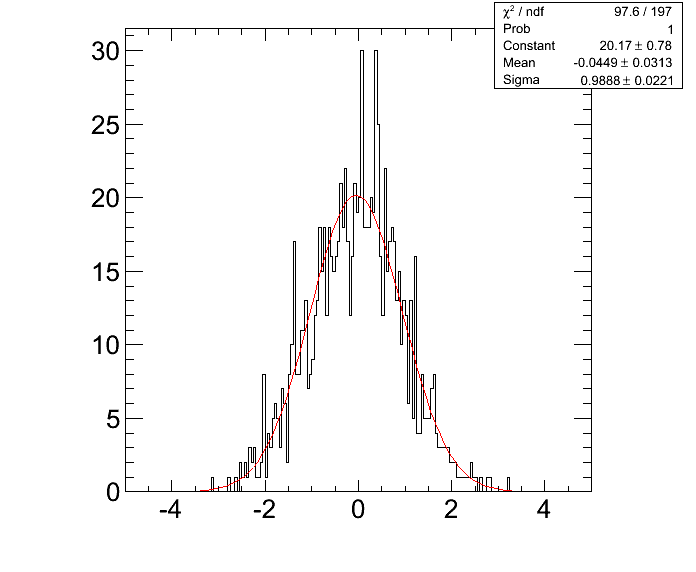 χ² / ndf 97.6 / 197
Prob 1
Constant 20.17 ± 0.78
Mean -0.0449 ± 0.0313
Sigma 0.9888 ± 0.0221
30
25
20
15
10
5
0
-4 -2 0 2 4